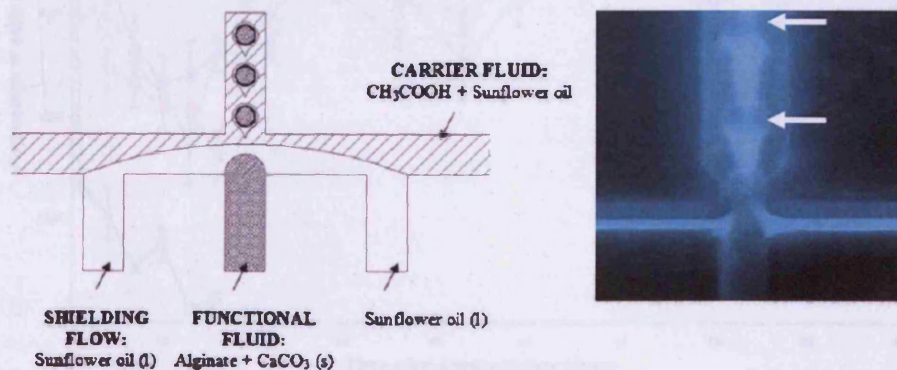 CARRIER FLUID:
CH₃COOH + Sunflower oil
SHIELDING
FLOW:
Sunflower oil (l)
FUNCTIONAL
FLUID:
Alginate + CaCO₃ (s)
Sunflower oil (l)